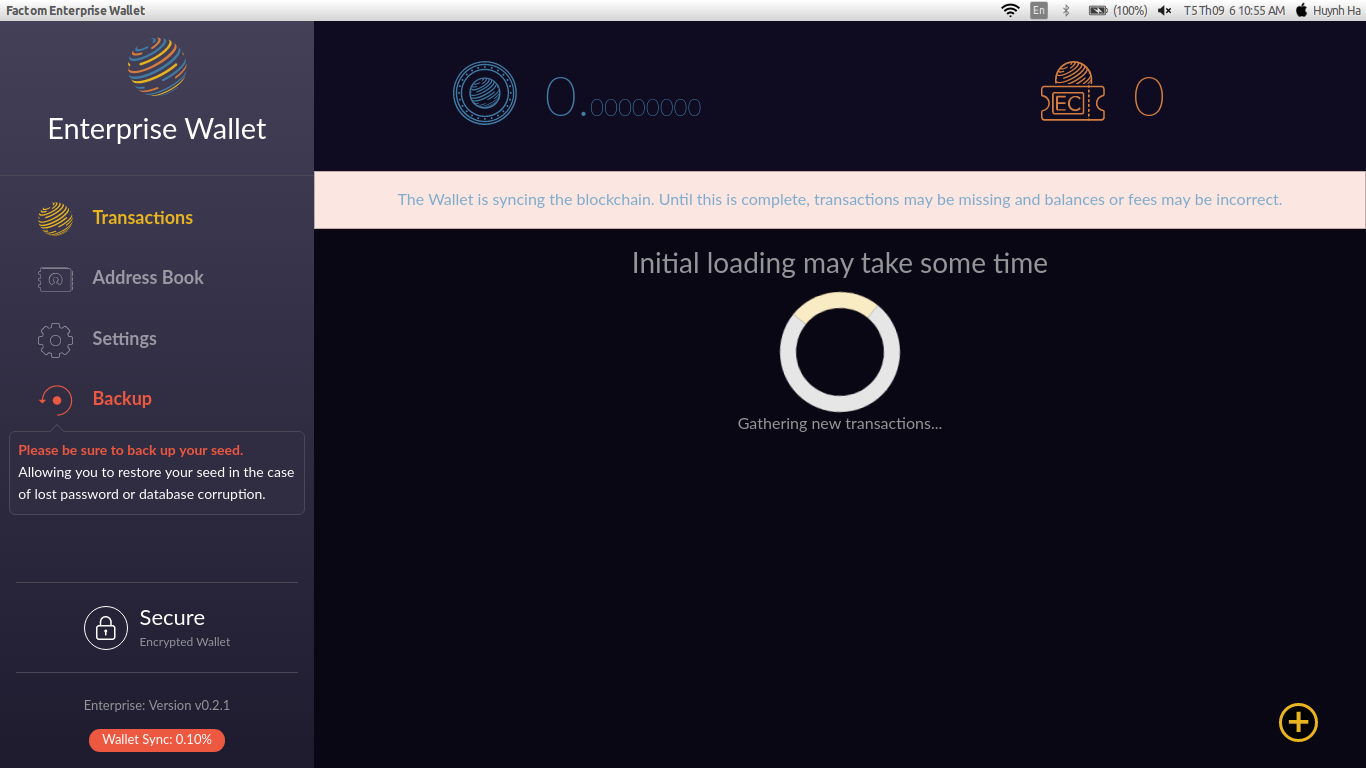 Factom Enterprise Wallet
En
(100%)
T5 Th09 6 10:55 AM
Huynh Ha
Enterprise Wallet
0.00000000
EC
0
The Wallet is syncing the blockchain. Until this is complete, transactions may be missing and balances or fees may be incorrect.
Transactions
Address Book
Settings
Backup
Please be sure to back up your seed.
Allowing you to restore your seed in the case
of lost password or database corruption.
Initial loading may take some time
Gathering new transactions...
Secure
Encrypted Wallet
Enterprise: Version v0.2.1
Wallet Sync: 0.10%